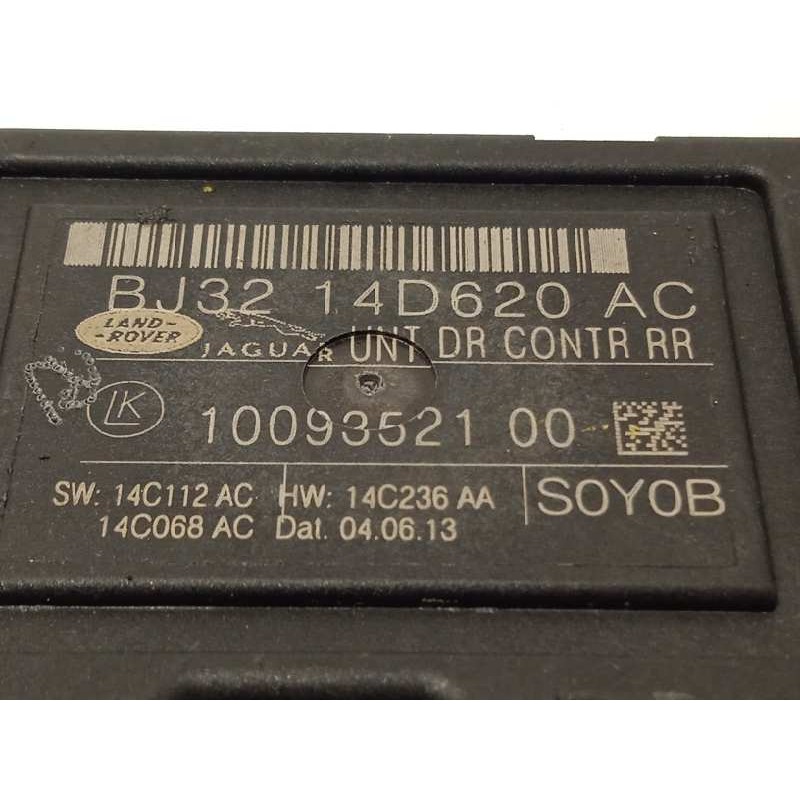 BJ32 14D620 AC
LAND-
-ROVER
JAGUAR UNT DR CONTR RR
LK
10093521 00
SW: 14C112 AC HW: 14C236 AA SOYOB
14C068 AC Dat. 04.06.13